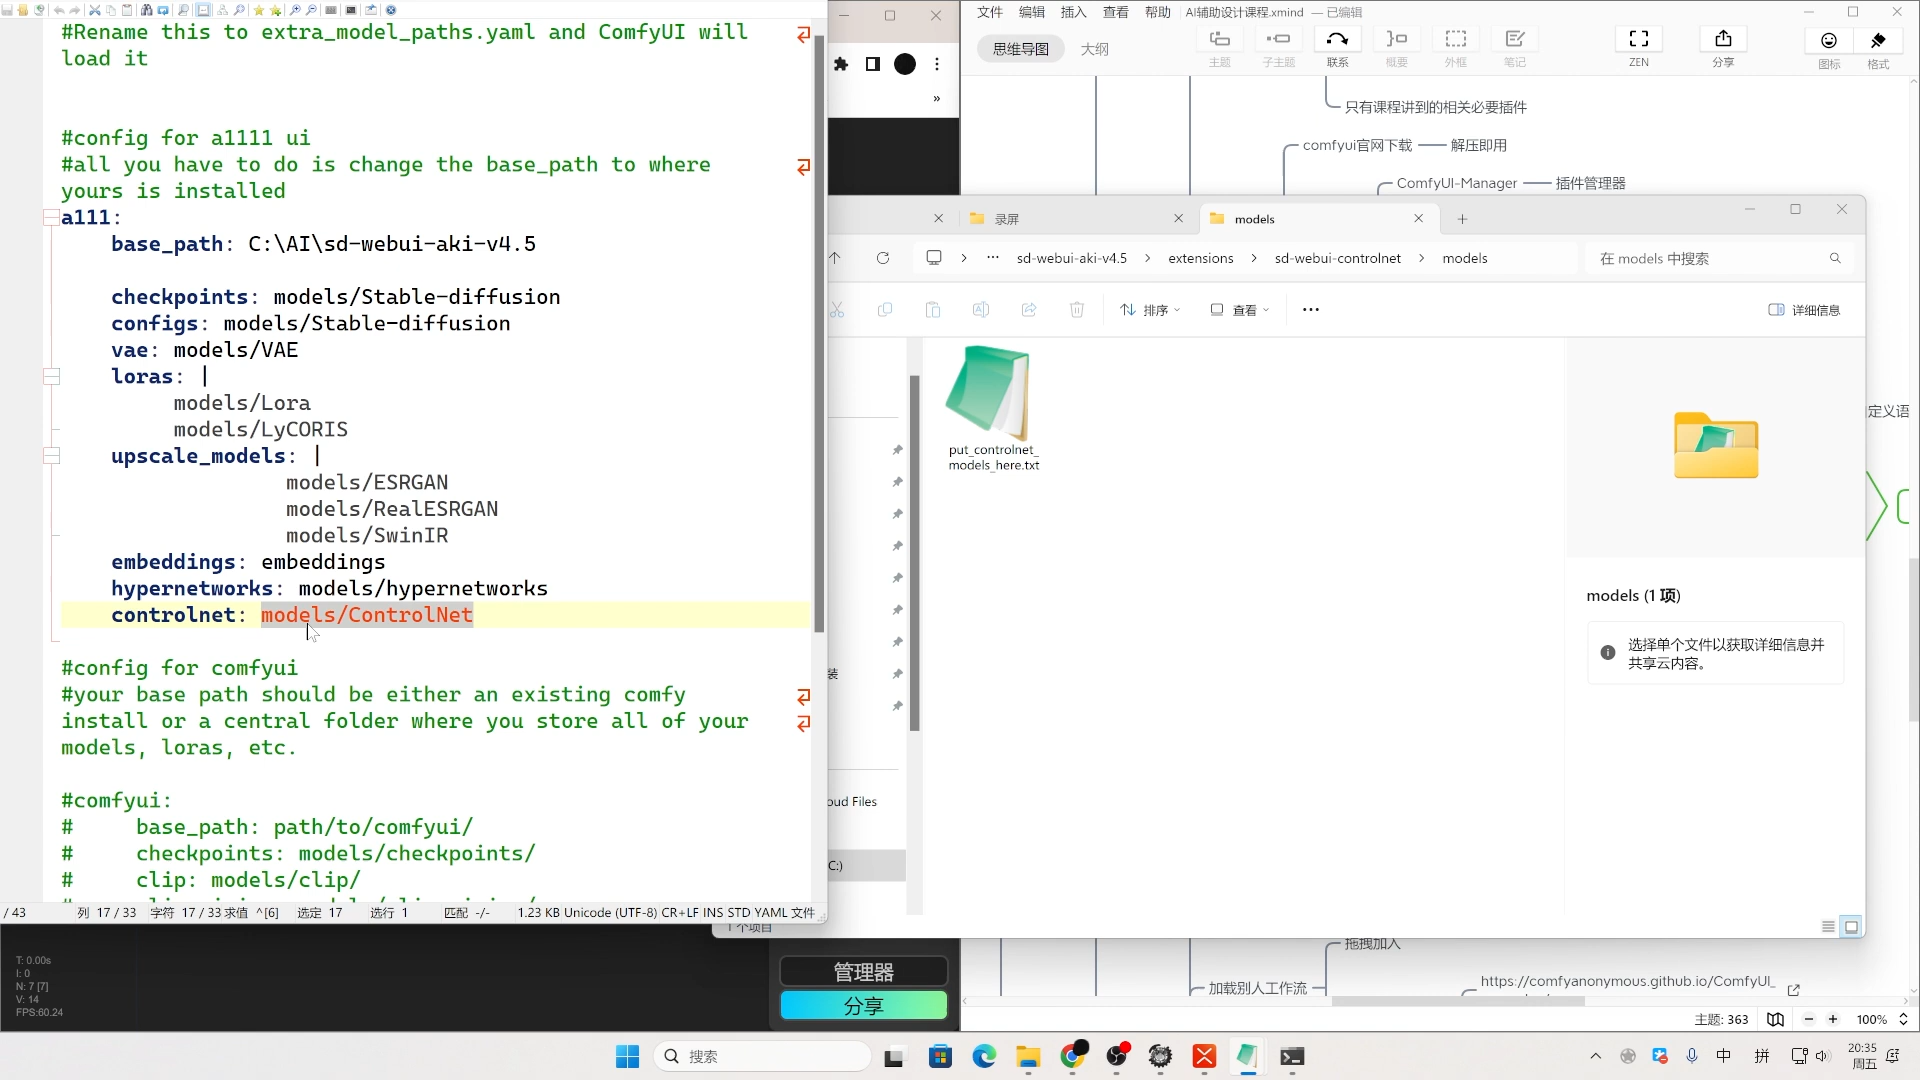 #Rename this to extra_model_paths.yaml and ComfyUI will
load it
#config for a1111 ui
#all you have to do is change the base_path to where
yours is installed
a111:
base_path: C:\AI\sd-webui-aki-v4.5
checkpoints: models/Stable-diffusion
configs: models/Stable-diffusion
vae: models/VAE
loras: |
models/Lora
models/LyCORIS
upscale_models: |
models/ESRGAN
models/RealESRGAN
models/SwinIR
embeddings: embeddings
hypernetworks: models/hypernetworks
controlnet: models/ControlNet
#config for comfyui
#your base path should be either an existing comfy
install or a central folder where you store all of your
models, loras, etc.
#comfyui:
# base_path: path/to/comfyui/
# checkpoints: models/checkpoints/
# clip: models/clip/
/ 43 列 17 / 33 字符 17 / 33 求值 ^[6] 选定 17 选行 1 匹配 -/- 1.23 KB Unicode (UTF-8) CR+LF INS STD YAML 文件
T: 0.00s
I: 0
N: 7 [7]
V: 14
FPS:60.24
管理器
分享
»
文件 编辑 插入 查看 帮助 AI辅助设计课程.xmind — 已编辑
思维导图 大纲
主题 子主题 联系 概要 外框 笔记 ZEN 分享 图标 格式
只有课程讲到的相关必要插件
comfyui官网下载 解压即用
ComfyUI-Manager 插件管理器
录屏 models
sd-webui-aki-v4.5 > extensions > sd-webui-controlnet > models 在 models 中搜索
排序 查看 详细信息
put_controlnet_
models_here.txt
装
oud Files
C:)
1 个项目
models (1 项)
选择单个文件以获取详细信息并
共享云内容。
定义语
拖拽加入
加载别人工作流
https://comfyanonymous.github.io/ComfyUI_
主题: 363 100%
搜索
中 拼
20:35
周五